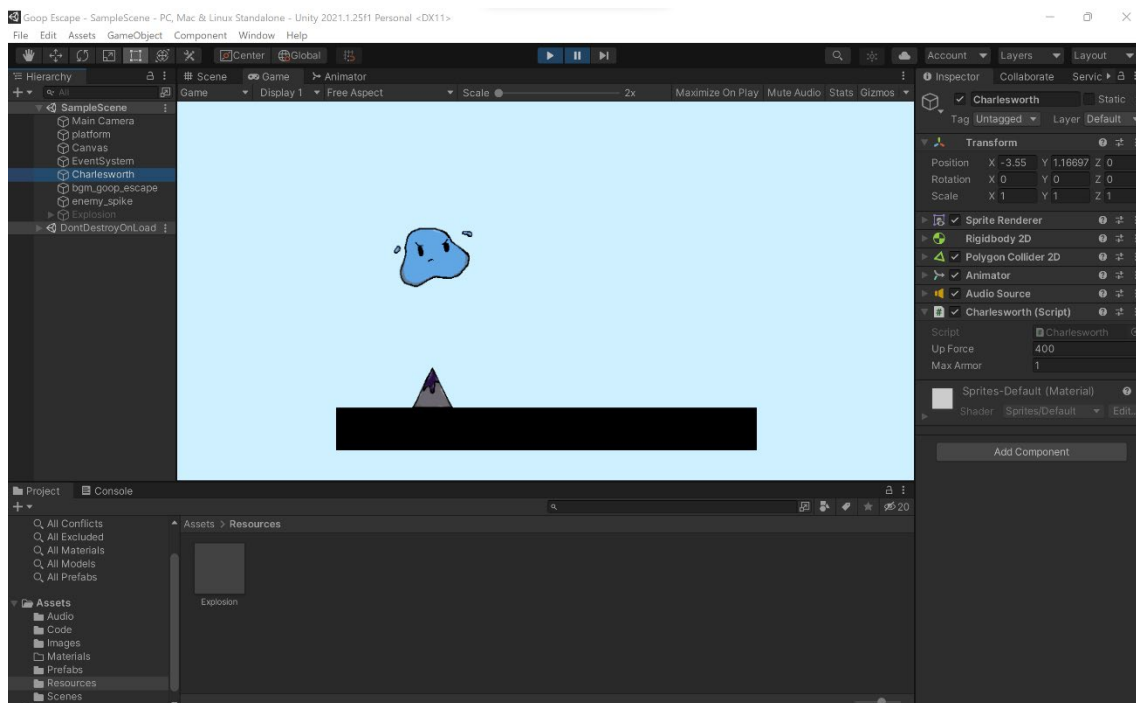 Goop Escape - SampleScene - PC, Mac & Linux Standalone - Unity 2021.1.25f1 Personal <DX11>
File Edit Assets GameObject Component Window Help
Center Global
Account Layers Layout
Hierarchy
All
SampleScene
Main Camera
platform
Canvas
EventSystem
Charlesworth
bgm_goop_escape
enemy_spike
Explosion
DontDestroyOnLoad
Scene Game Animator
Game Display 1 Free Aspect Scale 2x Maximize On Play Mute Audio Stats Gizmos
Inspector Collaborate Servic
Charlesworth Static
Tag Untagged Layer Default
Transform
Position X -3.55 Y 1.16697 Z 0
Rotation X 0 Y 0 Z 0
Scale X 1 Y 1 Z 1
Sprite Renderer
Rigidbody 2D
Polygon Collider 2D
Animator
Audio Source
# Charlesworth (Script)
Script Charlesworth
Up Force 400
Max Armor 1
Sprites-Default (Material)
Shader Sprites/Default Edit...
Add Component
Project Console
20
All Conflicts
All Excluded
All Materials
All Models
All Prefabs
Assets
Audio
Code
Images
Materials
Prefabs
Resources
Scenes
Assets > Resources
Explosion